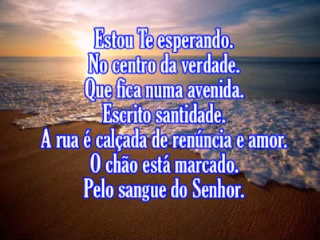 Estou Te esperando.
No centro da verdade.
Que fica numa avenida.
Escrito santidade.
A rua é calçada de renúncia e amor.
O chão está marcado.
Pelo sangue do Senhor.